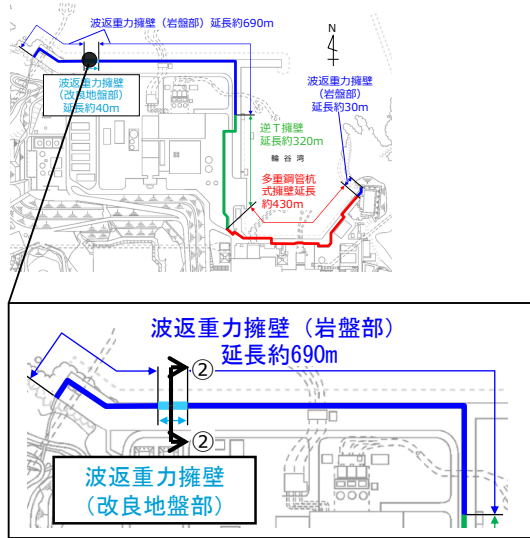 波返重力擁壁（岩盤部）延長約690m
N
波返重力擁壁
（改良地盤部）
延長約40m
波返重力擁壁
（岩盤部）
延長約30m
逆Ｔ擁壁
延長約320m
輪谷湾
多重鋼管杭
式擁壁延長
約430m
波返重力擁壁（岩盤部）
延長約690m
②
②
波返重力擁壁
（改良地盤部）